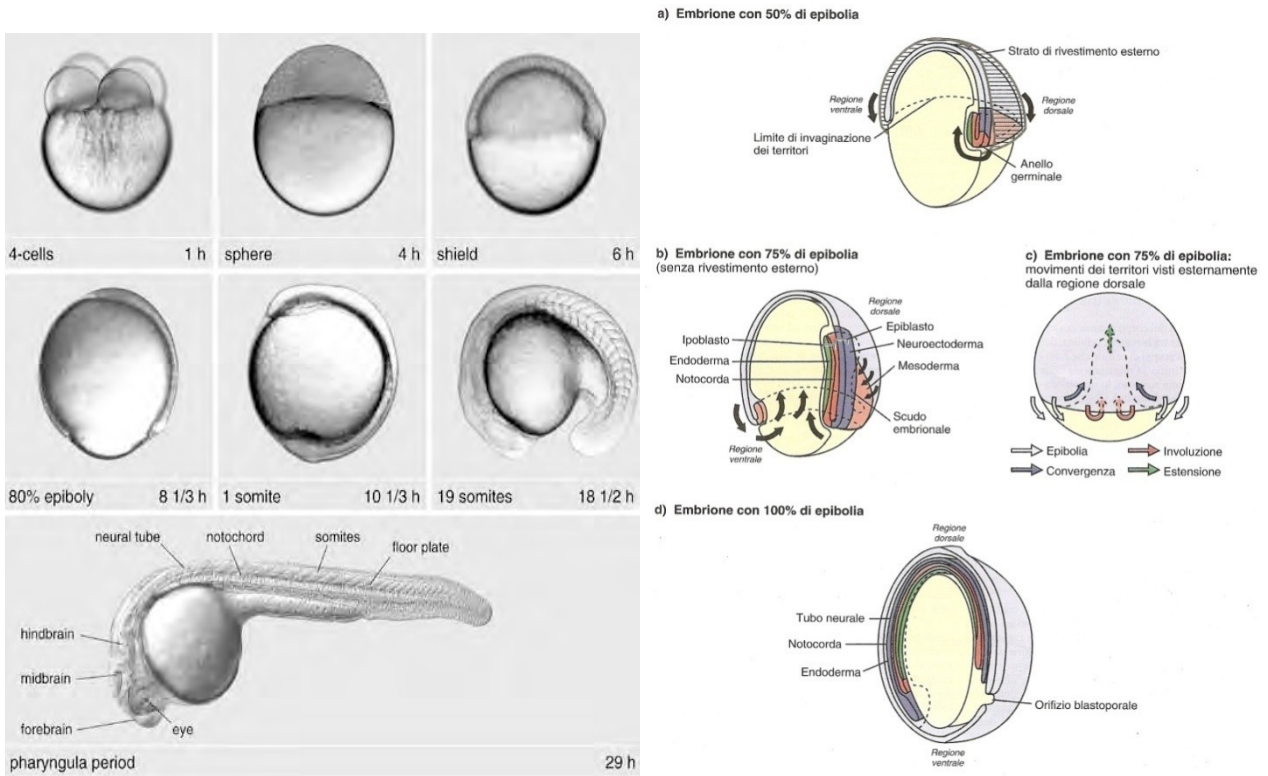 4-cells 1 h
sphere 4 h
shield 6 h
80% epiboly 8 1/3 h
1 somite 10 1/3 h
19 somites 18 1/2 h
neural tube
notochord
somites
floor plate
hindbrain
midbrain
forebrain
eye
pharyngula period 29 h
a) Embrione con 50% di epibolia
Strato di rivestimento esterno
Regione
ventrale
Regione
dorsale
Limite di invaginazione
dei territori
Anello
germinale
b) Embrione con 75% di epibolia
(senza rivestimento esterno)
Regione
dorsale
Ipoblasto
Epiblasto
Endoderma
Neuroectoderma
Notocorda
Mesoderma
Scudo
embrionale
Regione
ventrale
c) Embrione con 75% di epibolia:
movimenti dei territori visti esternamente
dalla regione dorsale
Epibolia
Involuzione
Convergenza
Estensione
d) Embrione con 100% di epibolia
Regione
dorsale
Tubo neurale
Notocorda
Endoderma
Orifizio blastoporale
Regione
ventrale